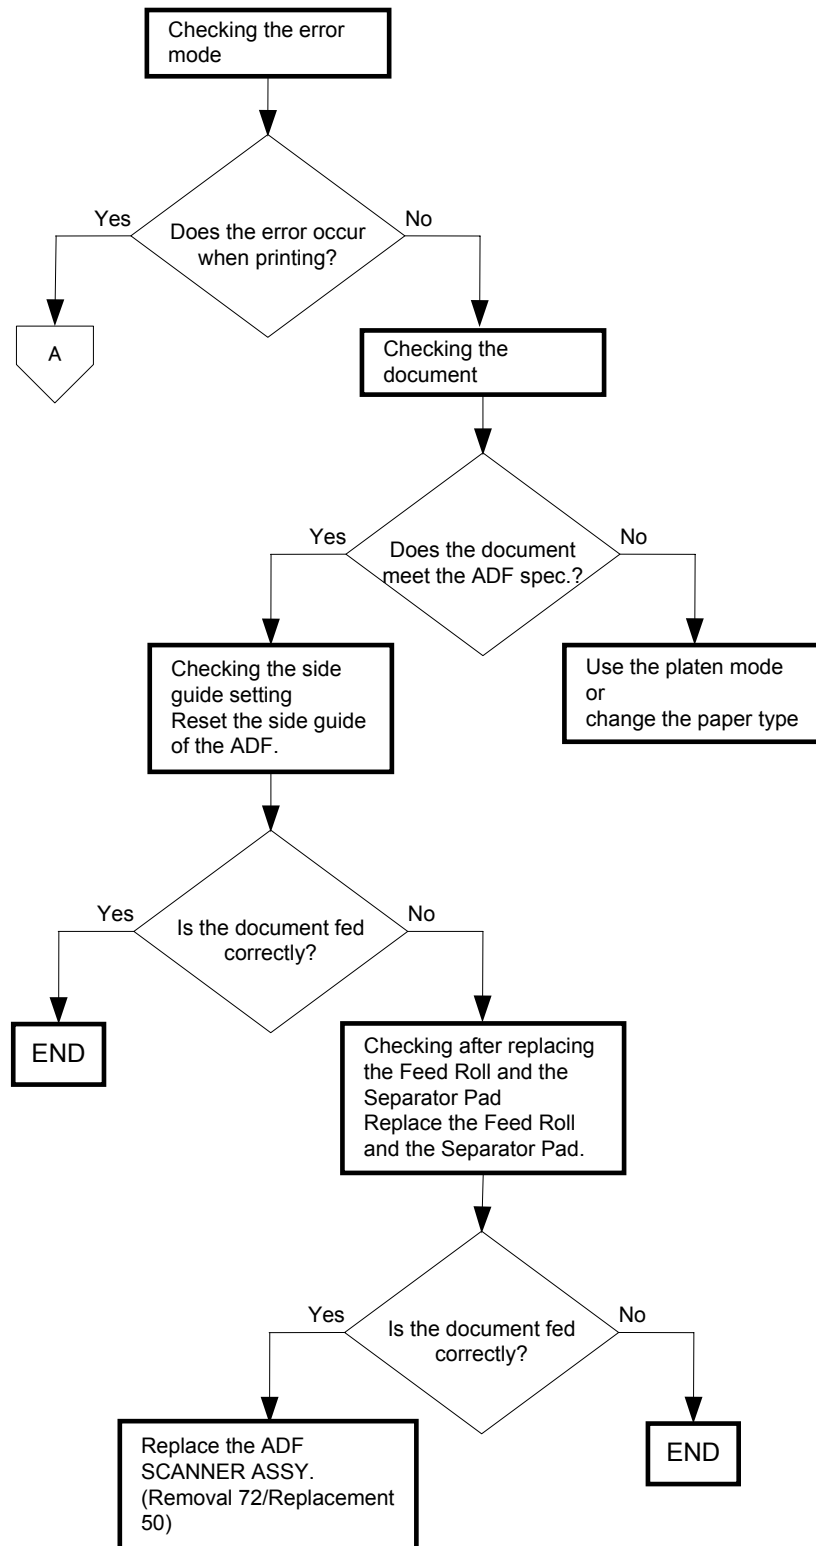 Checking the error
mode
Yes
No
Does the error occur
when printing?
A
Checking the
document
Yes
No
Does the document
meet the ADF spec.?
Checking the side
guide setting
Reset the side guide
of the ADF.
Use the platen mode
or
change the paper type
Yes
No
Is the document fed
correctly?
END
Checking after replacing
the Feed Roll and the
Separator Pad
Replace the Feed Roll
and the Separator Pad.
Yes
No
Is the document fed
correctly?
Replace the ADF
SCANNER ASSY.
(Removal 72/Replacement
50)
END